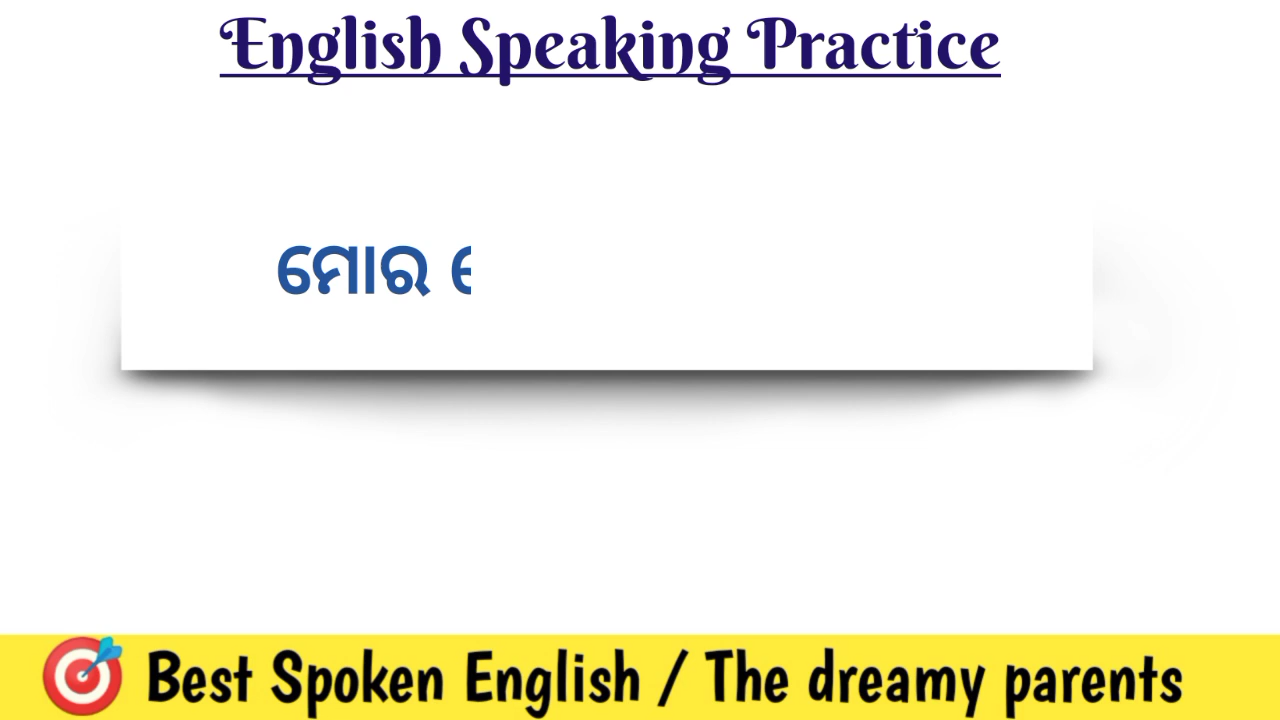 English Speaking Practice
ମୋର
Best Spoken English / The dreamy parents